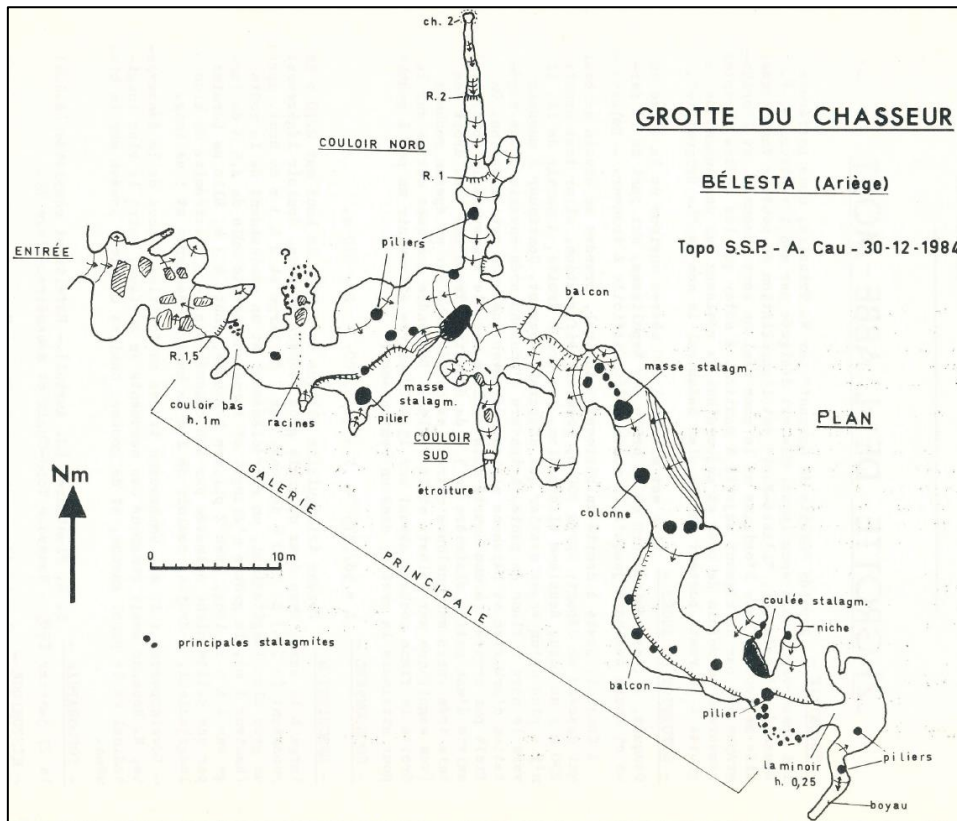 ch. 2
R. 2
GROTTE DU CHASSEUR
COULOIR NORD
R. 1
BÉLESTA (Ariège)
piliers
Topo S.S.P. - A. Cau - 30-12-1984
ENTRÉE
?
balcon
R. 1,5
couloir bas
h. 1m
racines
pilier
masse
stalagm.
masse stalagm.
COULOIR
SUD
étroiture
PLAN
colonne
Nm
0 10 m
GALERIE
PRINCIPALE
principales stalagmites
coulée stalagm.
niche
balcon
pilier
laminoir
h. 0,25
piliers
boyau